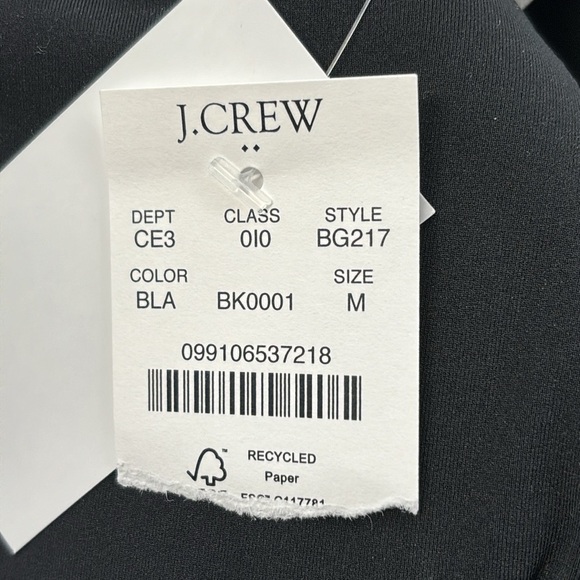 J.CREW
DEPT CLASS STYLE
CE3 0I0 BG217
COLOR SIZE
BLA BK0001 M
099106537218
RECYCLED
Paper